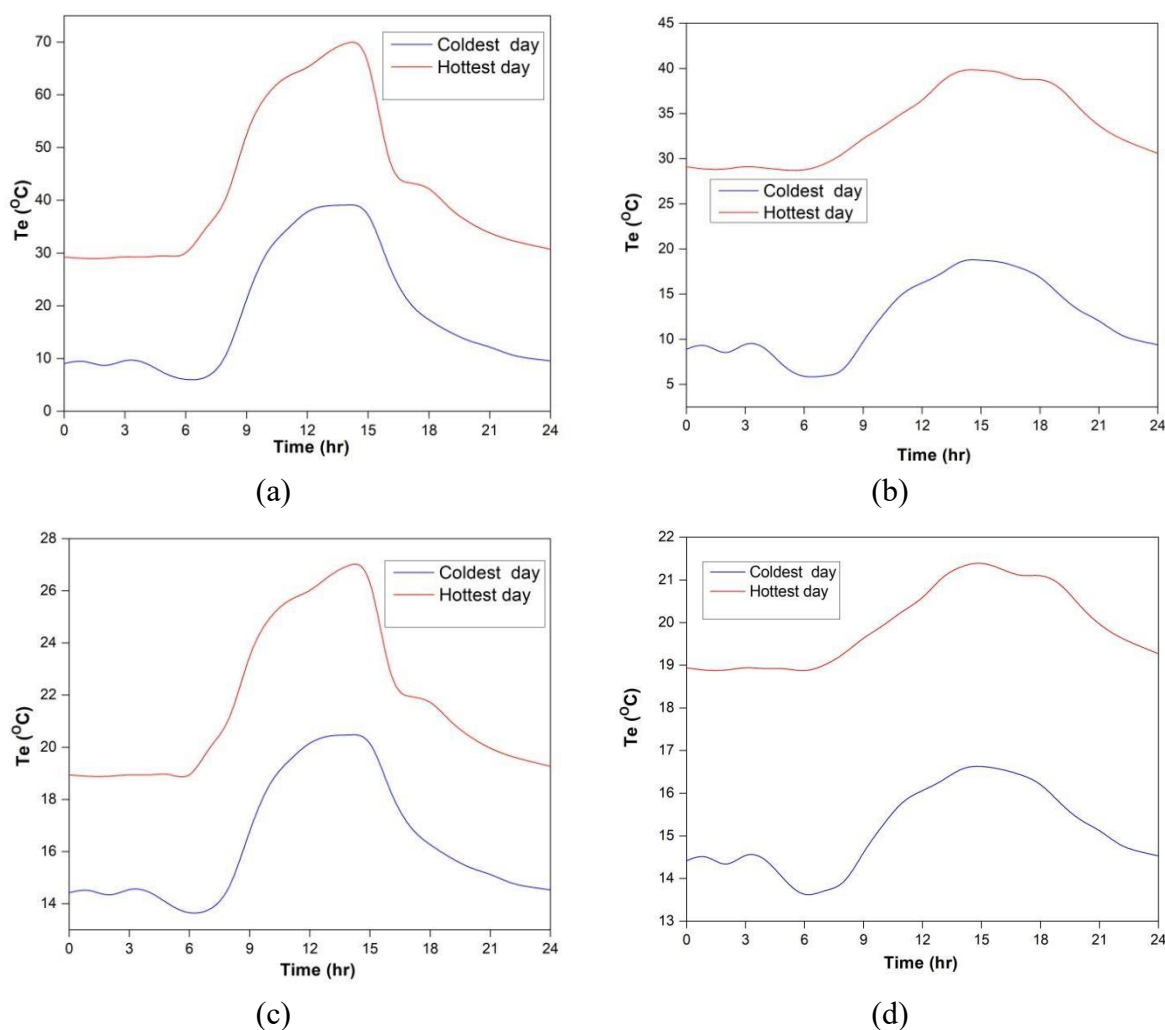 70
60
50
40
30
20
10
0
Te (°C)
Coldest day
Hottest day
0 3 6 9 12 15 18 21 24
Time (hr)
(a)
45
40
35
30
25
20
15
10
5
Te (°C)
Coldest day
Hottest day
0 3 6 9 12 15 18 21 24
Time (hr)
(b)
28
26
24
22
20
18
16
14
Te (°C)
Coldest day
Hottest day
0 3 6 9 12 15 18 21 24
Time (hr)
(c)
22
21
20
19
18
17
16
15
14
13
Te (°C)
Coldest day
Hottest day
0 3 6 9 12 15 18 21 24
Time (hr)
(d)